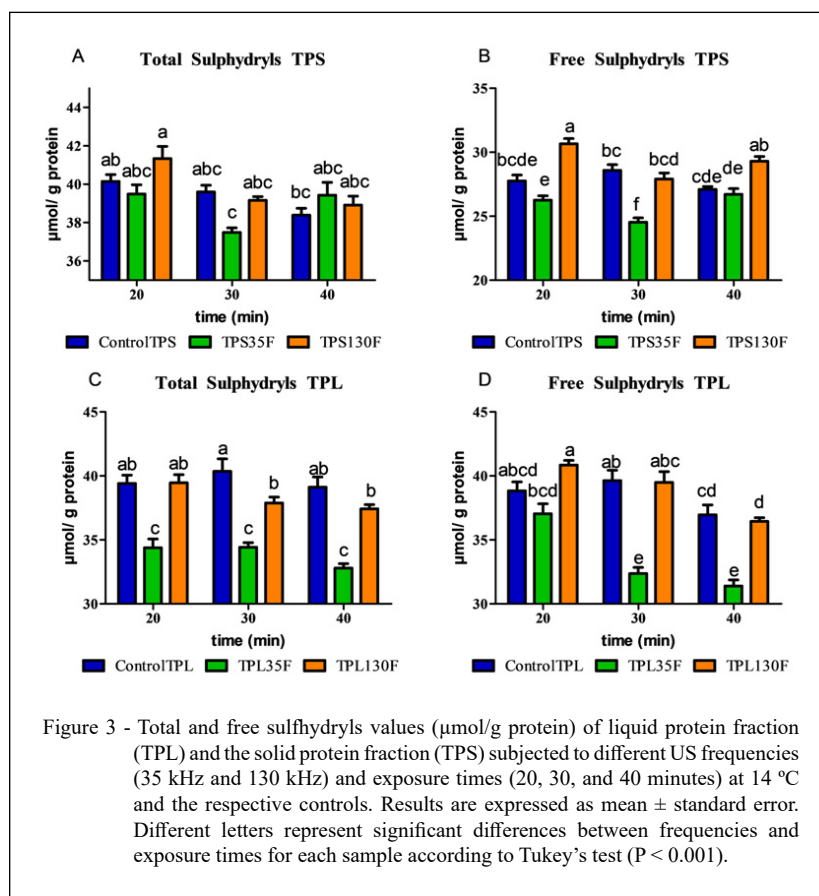 A Total Sulphydryls TPS
µmol/ g protein
44
42
40
38
36
ab abc a
abc c abc
bc abc abc
20 30 40
time (min)
ControlTPS TPS35F TPS130F
B Free Sulphydryls TPS
µmol/ g protein
35
30
25
20
bcde e a
bc f bcd
cde de ab
20 30 40
time (min)
ControlTPS TPS35F TPS130F
C Total Sulphydryls TPL
µmol/ g protein
45
40
35
30
ab c ab
a c b
ab c b
20 30 40
time (min)
ControlTPL TPL35F TPL130F
D Free Sulphydryls TPL
µmol/ g protein
45
40
35
30
abcd bcd a
ab e abc
cd e d
20 30 40
time (min)
ControlTPL TPL35F TPL130F
Figure 3 - Total and free sulfhydryls values (µmol/g protein) of liquid protein fraction
(TPL) and the solid protein fraction (TPS) subjected to different US frequencies
(35 kHz and 130 kHz) and exposure times (20, 30, and 40 minutes) at 14 ºC
and the respective controls. Results are expressed as mean ± standard error.
Different letters represent significant differences between frequencies and
exposure times for each sample according to Tukey’s test (P < 0.001).